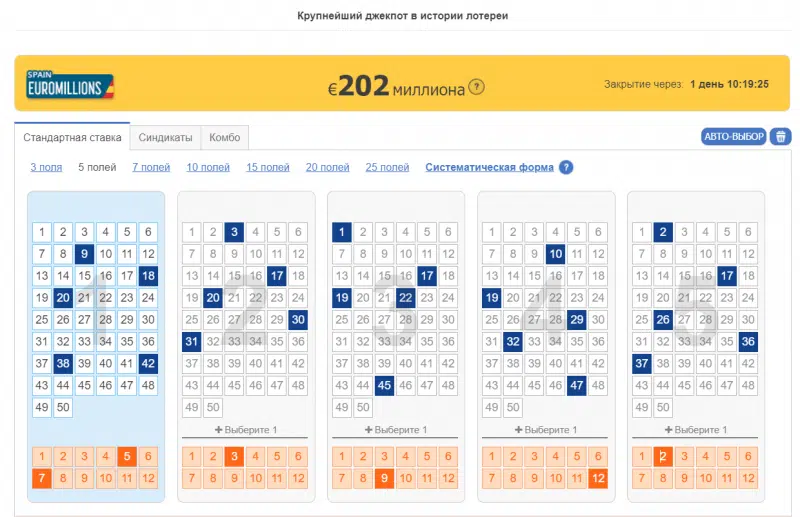 Крупнейший джекпот в истории лотереи
SPAIN
EUROMILLIONS
€202 миллиона ?
Закрытие через: 1 день 10:19:25
Стандартная ставка Синдикаты Комбо
АВТО-ВЫБОР
3 поля 5 полей 7 полей 10 полей 15 полей 20 полей 25 полей Систематическая форма ?
1 2 3 4 5 6 1 2 3 4 5 6 1 2 3 4 5 6 1 2 3 4 5 6 1 2 3 4 5 6
7 8 9 10 11 12 7 8 9 10 11 12 7 8 9 10 11 12 7 8 9 10 11 12 7 8 9 10 11 12
13 14 15 16 17 18 13 14 15 16 17 18 13 14 15 16 17 18 13 14 15 16 17 18 13 14 15 16 17 18
19 20 21 22 23 24 19 20 21 22 23 24 19 20 21 22 23 24 19 20 21 22 23 24 19 20 21 22 23 24
1 2 3 4 5
25 26 27 28 29 30 25 26 27 28 29 30 25 26 27 28 29 30 25 26 27 28 29 30 25 26 27 28 29 30
31 32 33 34 35 36 31 32 33 34 35 36 31 32 33 34 35 36 31 32 33 34 35 36 31 32 33 34 35 36
37 38 39 40 41 42 37 38 39 40 41 42 37 38 39 40 41 42 37 38 39 40 41 42 37 38 39 40 41 42
43 44 45 46 47 48 43 44 45 46 47 48 43 44 45 46 47 48 43 44 45 46 47 48 43 44 45 46 47 48
49 50 49 50 49 50 49 50 49 50
+ Выберите 1 + Выберите 1 + Выберите 1 + Выберите 1
1 2 3 4 5 6 1 2 3 4 5 6 1 2 3 4 5 6 1 2 3 4 5 6 1 2 3 4 5 6
7 8 9 10 11 12 7 8 9 10 11 12 7 8 9 10 11 12 7 8 9 10 11 12 7 8 9 10 11 12